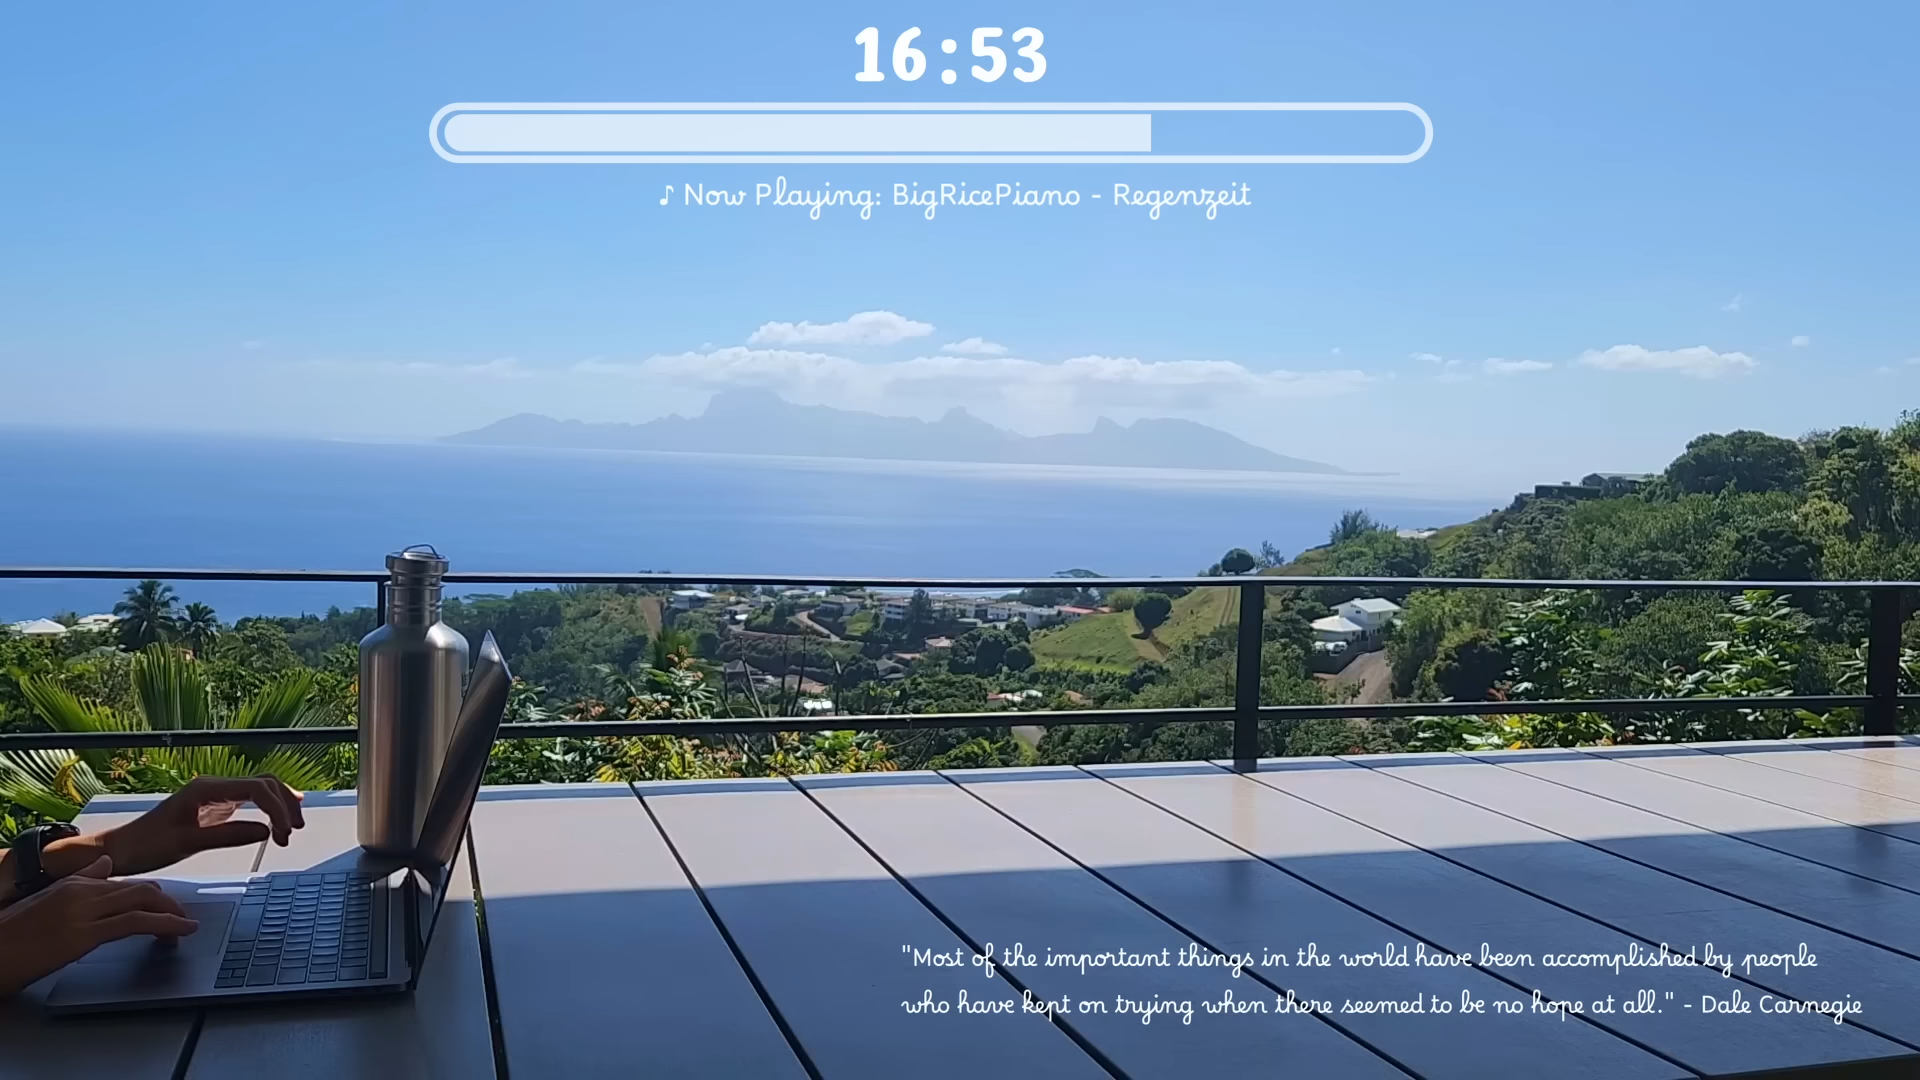 16:53
♪ Now Playing: BigRicePiano - Regenzeit
"Most of the important things in the world have been accomplished by people
who have kept on trying when there seemed to be no hope at all." - Dale Carnegie